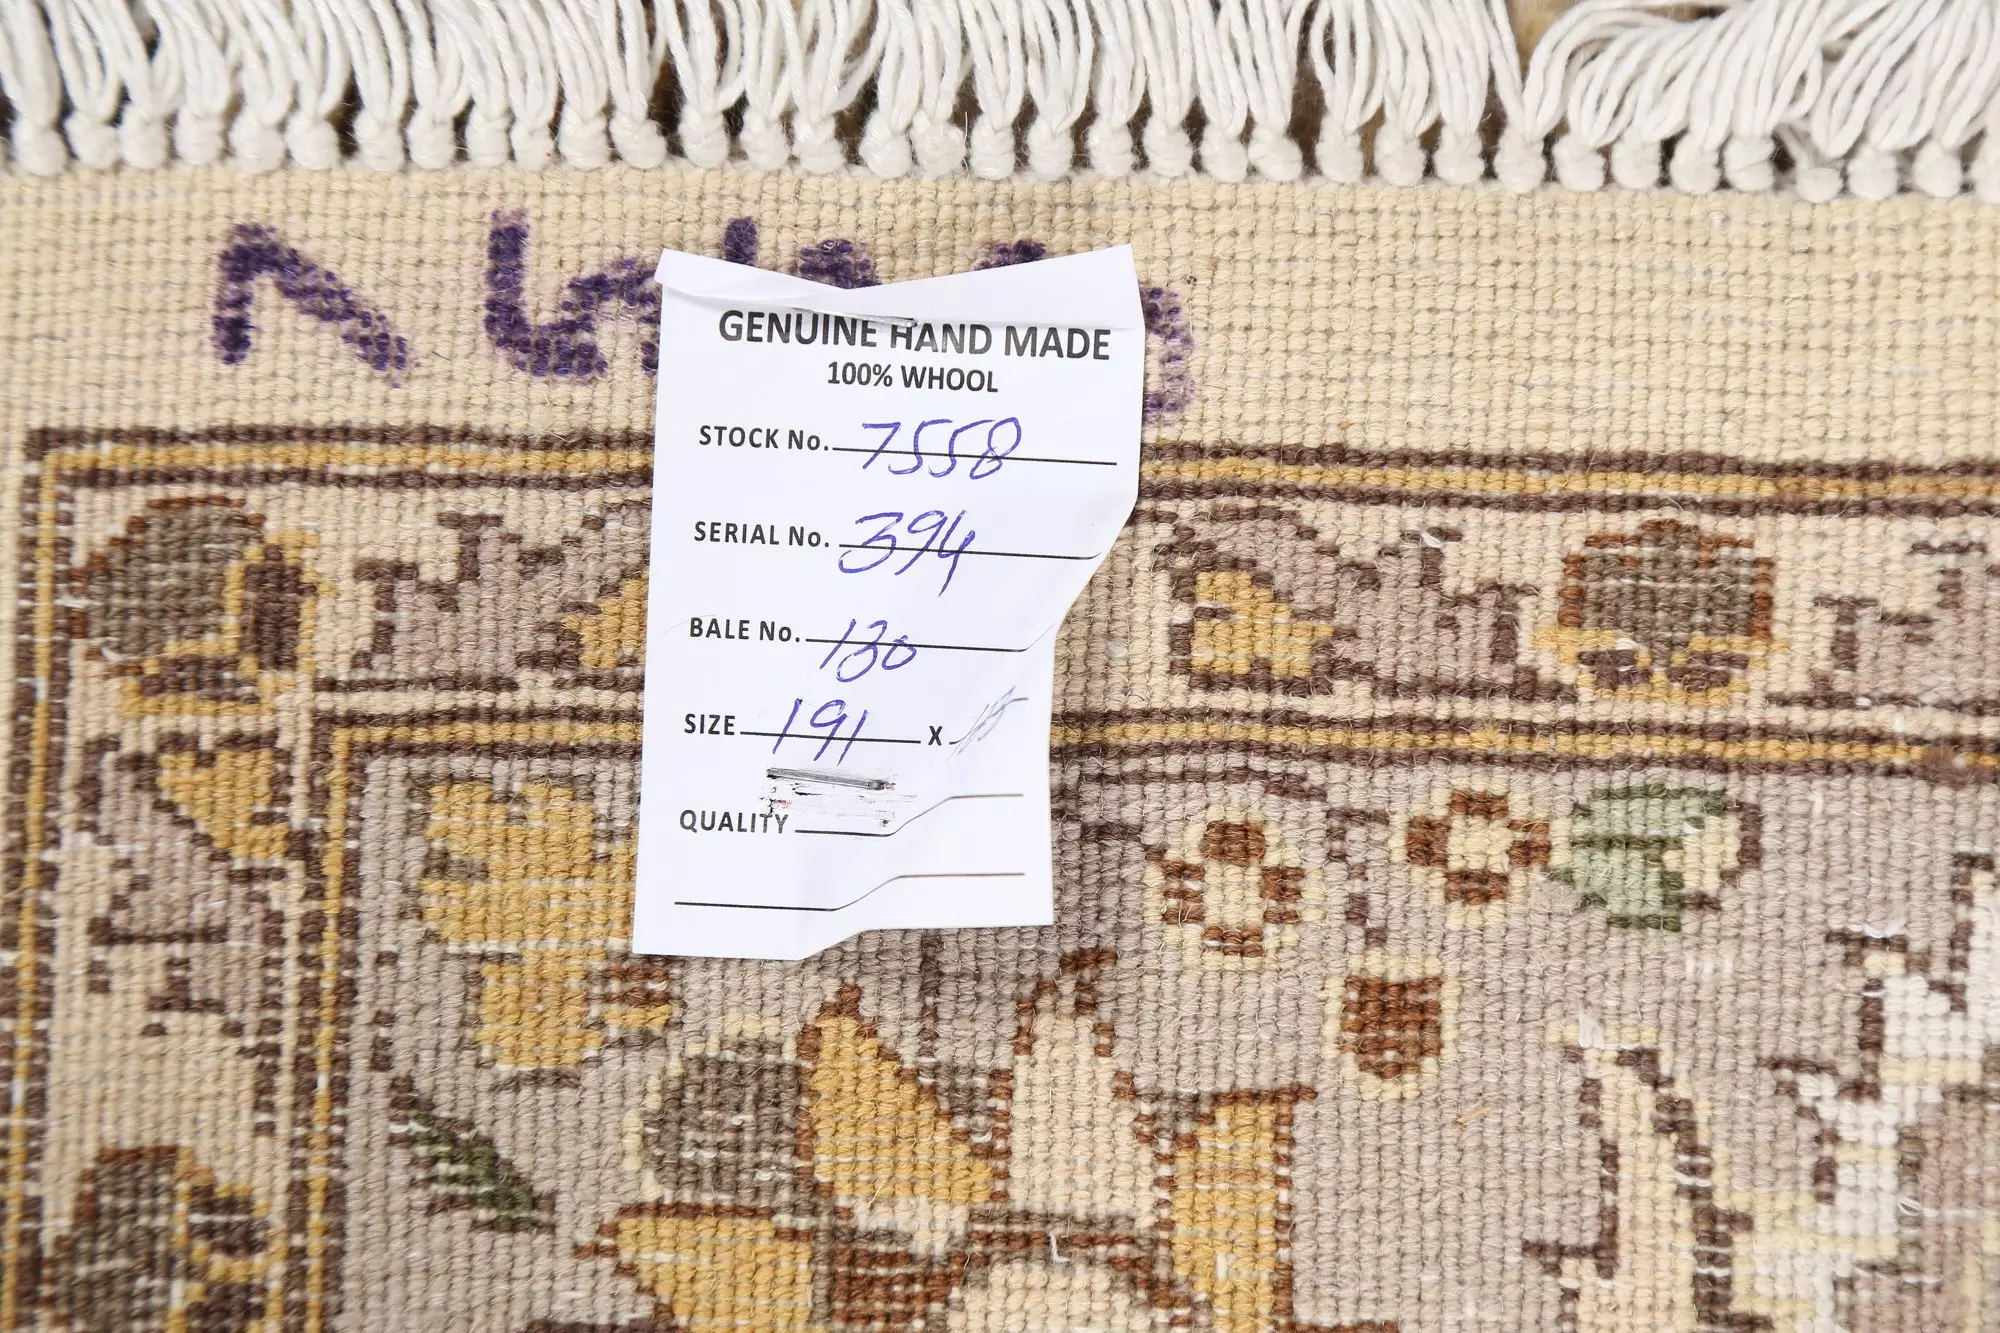 GENUINE HAND MADE
100% WHOOL
STOCK No. 7558
SERIAL No. 394
BALE No. 130
SIZE 191 X
QUALITY